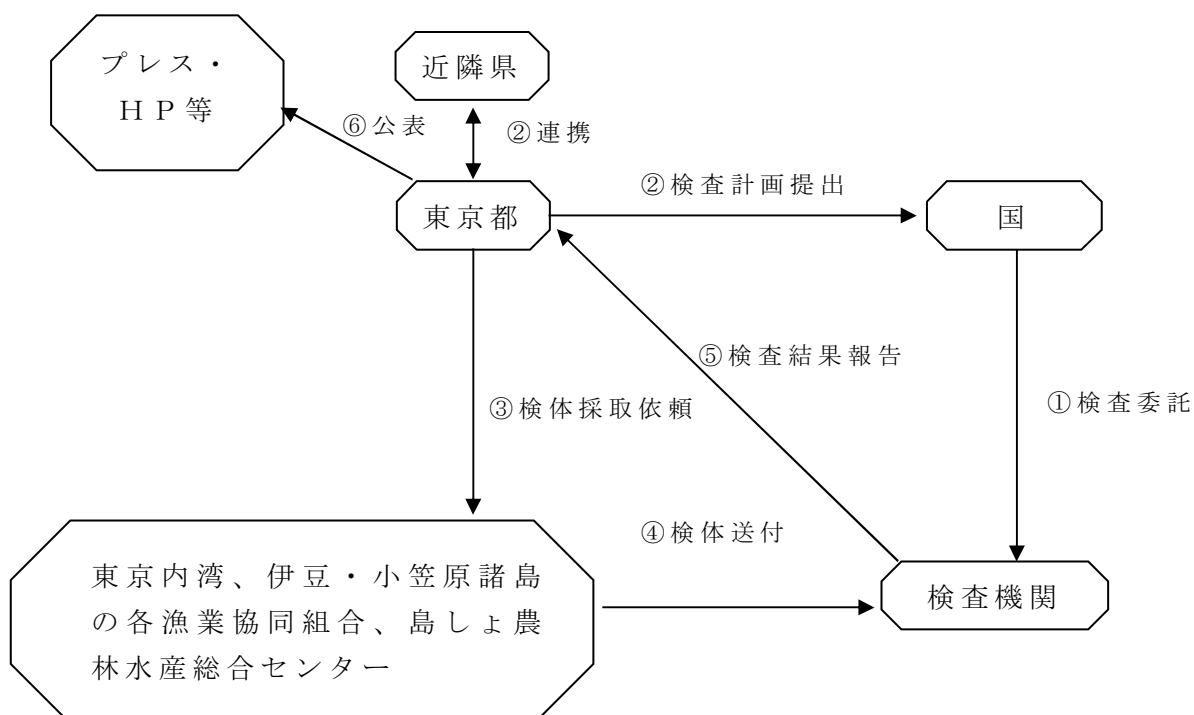 プレス・
ＨＰ等
近隣県
⑥公表
②連携
②検査計画提出
東京都
国
⑤検査結果報告
③検体採取依頼
①検査委託
④検体送付
東京内湾、伊豆・小笠原諸島
の各漁業協同組合、島しょ農
林水産総合センター
検査機関